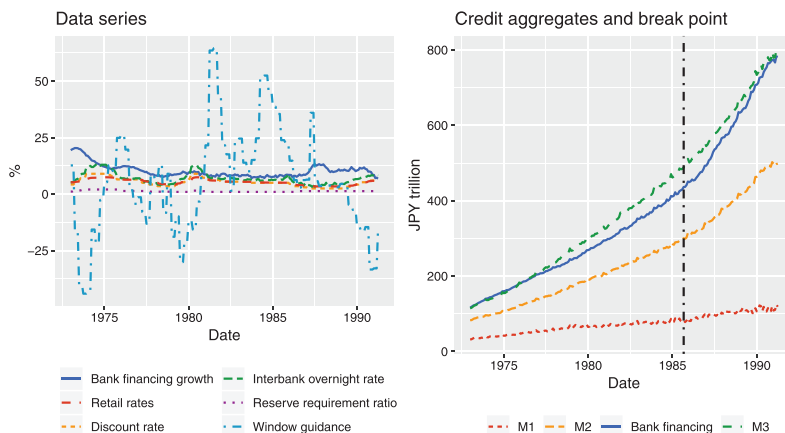 Data series
50
25
0
−25
%
1975
1980
1985
1990
Date
Bank financing growth
Interbank overnight rate
Retail rates
Reserve requirement ratio
Discount rate
Window guidance
Credit aggregates and break point
800
600
400
200
0
JPY trillion
1975
1980
1985
1990
Date
M1
M2
Bank financing
M3